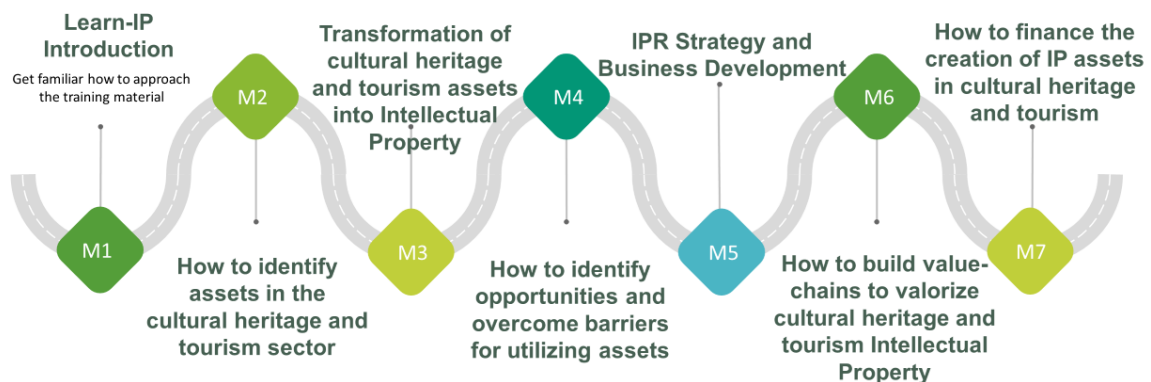 Learn-IP
Introduction
Get familiar how to approach
the training material
M1
M2
How to identify
assets in the
cultural heritage and
tourism sector
Transformation of
cultural heritage
and tourism assets
into Intellectual
Property
M3
M4
How to identify
opportunities and
overcome barriers
for utilizing assets
IPR Strategy and
Business Development
M5
M6
How to build value-
chains to valorize
cultural heritage and
tourism Intellectual
Property
How to finance the
creation of IP assets
in cultural heritage
and tourism
M7